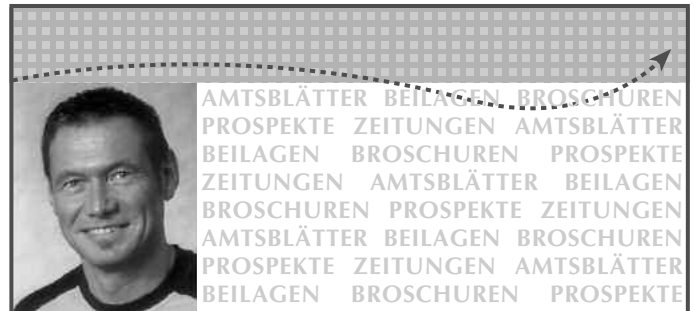 AMTSBLÄTTER BEILAGEN BROSCHUREN
PROSPEKTE ZEITUNGEN AMTSBLÄTTER
BEILAGEN BROSCHUREN PROSPEKTE
ZEITUNGEN AMTSBLÄTTER BEILAGEN
BROSCHUREN PROSPEKTE ZEITUNGEN
AMTSBLÄTTER BEILAGEN BROSCHUREN
PROSPEKTE ZEITUNGEN AMTSBLÄTTER
BEILAGEN BROSCHUREN PROSPEKTE